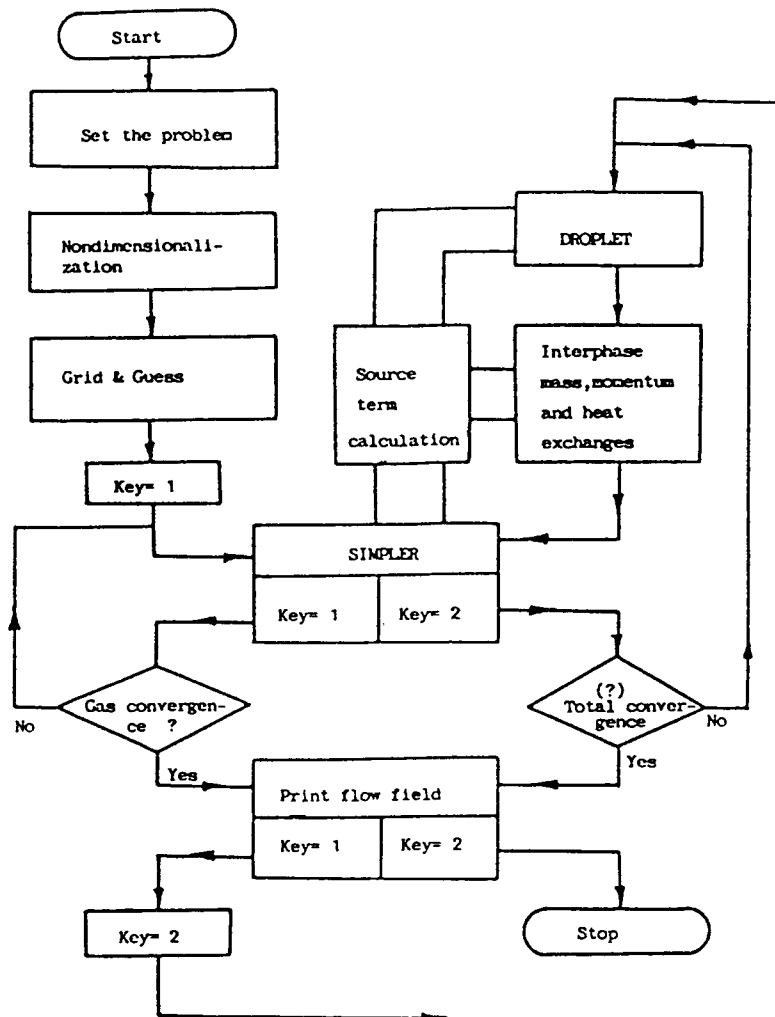 Start
Set the problem
Nondimensionali-
zation
Grid & Guess
Key= 1
DROPLET
Interphase
mass,momentum
and heat
exchanges
Source
term
calculation
SIMPLER
Key= 1
Key= 2
Gas convergen-
ce ?
No
Yes
(?)
Total conver-
gence
No
Yes
Print flow field
Key= 1
Key= 2
Key= 2
Stop